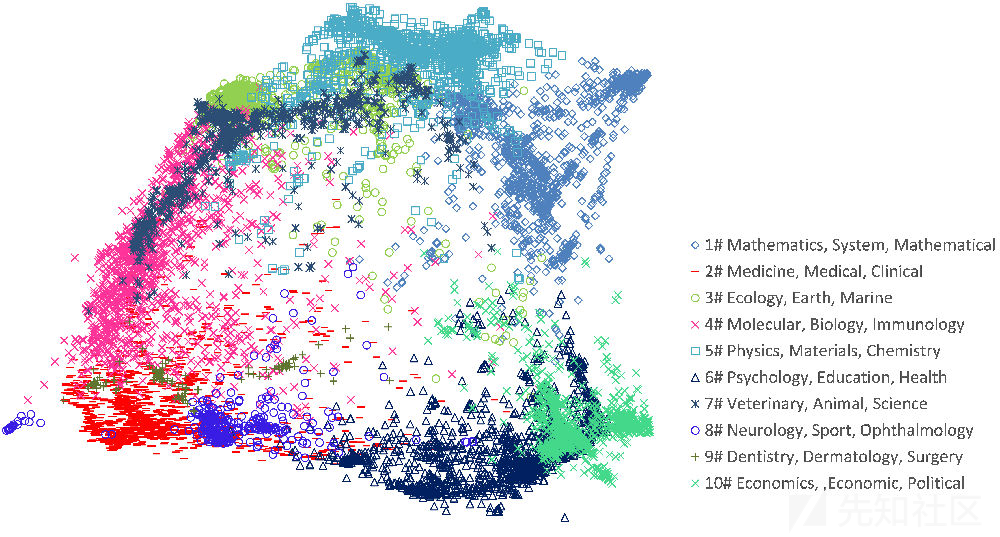 1# Mathematics, System, Mathematical
2# Medicine, Medical, Clinical
3# Ecology, Earth, Marine
4# Molecular, Biology, Immunology
5# Physics, Materials, Chemistry
6# Psychology, Education, Health
7# Veterinary, Animal, Science
8# Neurology, Sport, Ophthalmology
9# Dentistry, Dermatology, Surgery
10# Economics, ,Economic, Political
先知社区